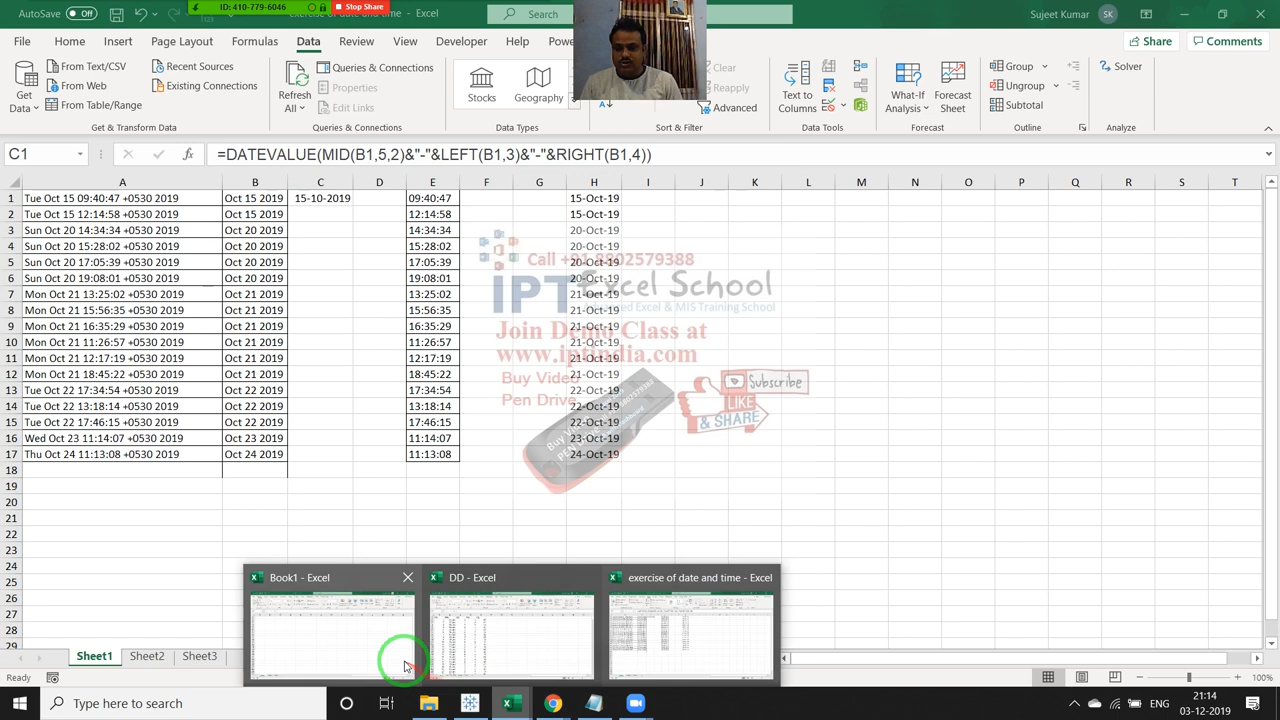 AutoSave Off exercise of date and time - Excel Search Sujeet Kumar SK
ID: 410-779-6046 Stop Share
File Home Insert Page Layout Formulas Data Review View Developer Help Share Comments
Get Data From Text/CSV From Web From Table/Range Recent Sources Existing Connections
Refresh All Queries & Connections Properties Edit Links
Stocks Geography
Clear Reapply Advanced
Text to Columns What-If Analysis Forecast Sheet
Group Ungroup Subtotal Solver
Get & Transform Data Queries & Connections Data Types Sort & Filter Data Tools Forecast Outline Analyze
C1 fx =DATEVALUE(MID(B1,5,2)&"-"&LEFT(B1,3)&"-"&RIGHT(B1,4))
A B C D E F G H I J K L M N O P Q R S T
1 Tue Oct 15 09:40:47 +0530 2019 Oct 15 2019 15-10-2019 09:40:47 15-Oct-19
2 Tue Oct 15 12:14:58 +0530 2019 Oct 15 2019 12:14:58 15-Oct-19
3 Sun Oct 20 14:34:34 +0530 2019 Oct 20 2019 14:34:34 20-Oct-19
4 Sun Oct 20 15:28:02 +0530 2019 Oct 20 2019 15:28:02 20-Oct-19
5 Sun Oct 20 17:05:39 +0530 2019 Oct 20 2019 17:05:39 20-Oct-19
6 Sun Oct 20 19:08:01 +0530 2019 Oct 20 2019 19:08:01 20-Oct-19
7 Mon Oct 21 13:25:02 +0530 2019 Oct 21 2019 13:25:02 21-Oct-19
8 Mon Oct 21 15:56:35 +0530 2019 Oct 21 2019 15:56:35 21-Oct-19
9 Mon Oct 21 16:35:29 +0530 2019 Oct 21 2019 16:35:29 21-Oct-19
10 Mon Oct 21 11:26:57 +0530 2019 Oct 21 2019 11:26:57 21-Oct-19
11 Mon Oct 21 12:17:19 +0530 2019 Oct 21 2019 12:17:19 21-Oct-19
12 Mon Oct 21 18:45:22 +0530 2019 Oct 21 2019 18:45:22 21-Oct-19
13 Tue Oct 22 17:34:54 +0530 2019 Oct 22 2019 17:34:54 22-Oct-19
14 Tue Oct 22 13:18:14 +0530 2019 Oct 22 2019 13:18:14 22-Oct-19
15 Tue Oct 22 17:46:15 +0530 2019 Oct 22 2019 17:46:15 22-Oct-19
16 Wed Oct 23 11:14:07 +0530 2019 Oct 23 2019 11:14:07 23-Oct-19
17 Thu Oct 24 11:13:08 +0530 2019 Oct 24 2019 11:13:08 24-Oct-19
18
19
20
21
22
23
24
25
26
28
29
Call +91 8802579388
iPT Excel School
Advanced Excel & MIS Training School
Join Demo Class at
www.iptindia.com
Buy Video
Pen Drive
Subscribe
LIKE
& SHARE
Book1 - Excel DD - Excel exercise of date and time - Excel
Sheet1 Sheet2 Sheet3
Ready 100%
Type here to search
ENG 21:14
03-12-2019